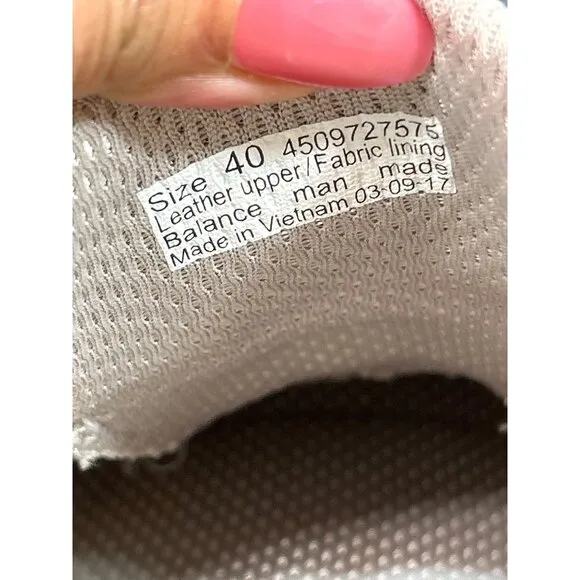 Size 40 4509727575
Leather upper/Fabric lining
Balance man made
Made in Vietnam 03-09-17